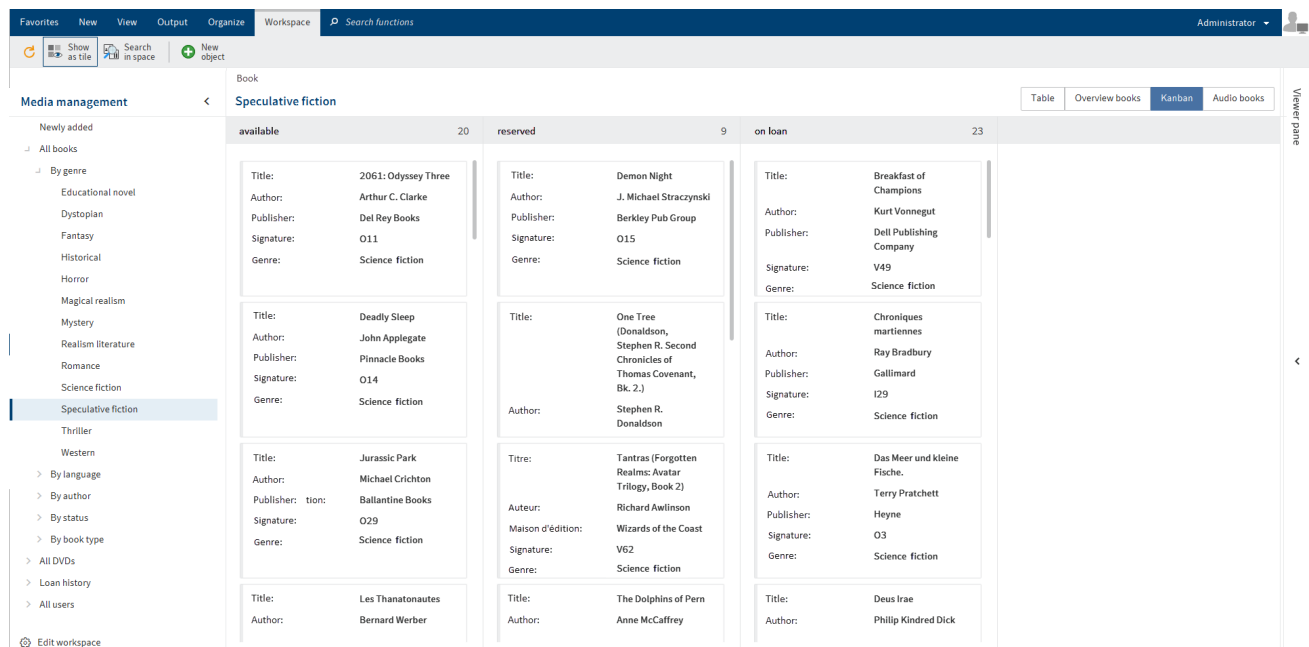 Favorites New View Output Organize Workspace Search functions Administrator
Show as tile
Search in space
New object
Media management
Newly added
All books
By genre
Educational novel
Dystopian
Fantasy
Historical
Horror
Magical realism
Mystery
Realism literature
Romance
Science fiction
Speculative fiction
Thriller
Western
By language
By author
By status
By book type
All DVDs
Loan history
All users
Edit workspace
Book
Speculative fiction
Table Overview books Kanban Audio books
available 20
Title: 2061: Odyssey Three
Author: Arthur C. Clarke
Publisher: Del Rey Books
Signature: O11
Genre: Science fiction
Title: Deadly Sleep
Author: John Applegate
Publisher: Pinnacle Books
Signature: O14
Genre: Science fiction
Title: Jurassic Park
Author: Michael Crichton
Publisher: tion: Ballantine Books
Signature: O29
Genre: Science fiction
Title: Les Thanatonautes
Author: Bernard Werber
reserved 9
Title: Demon Night
Author: J. Michael Straczynski
Publisher: Berkley Pub Group
Signature: O15
Genre: Science fiction
Title: One Tree
(Donaldson,
Stephen R. Second
Chronicles of
Thomas Covenant,
Bk. 2.)
Author: Stephen R.
Donaldson
Titre: Tantras (Forgotten
Realms: Avatar
Trilogy, Book 2)
Auteur: Richard Awlinson
Maison d'édition: Wizards of the Coast
Signature: V62
Genre: Science fiction
Title: The Dolphins of Pern
Author: Anne McCaffrey
on loan 23
Title: Breakfast of
Champions
Author: Kurt Vonnegut
Publisher: Dell Publishing
Company
Signature: V49
Genre: Science fiction
Title: Chroniques
martiennes
Author: Ray Bradbury
Publisher: Gallimard
Signature: I29
Genre: Science fiction
Title: Das Meer und kleine
Fische.
Author: Terry Pratchett
Publisher: Heyne
Signature: O3
Genre: Science fiction
Title: Deus Irae
Author: Philip Kindred Dick
Viewer pane